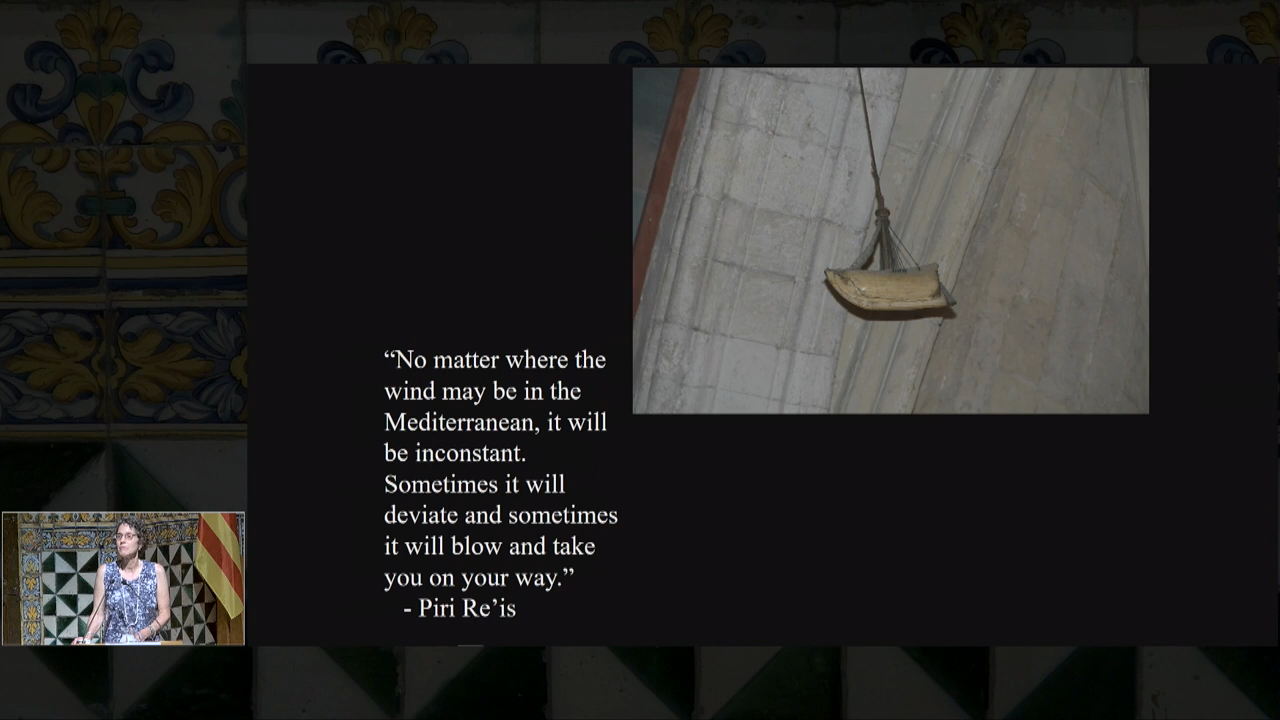 “No matter where the
wind may be in the
Mediterranean, it will
be inconstant.
Sometimes it will
deviate and sometimes
it will blow and take
you on your way.”
- Piri Re’is